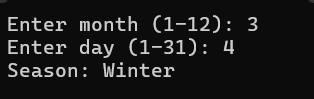 Enter month (1-12): 3
Enter day (1-31): 4
Season: Winter